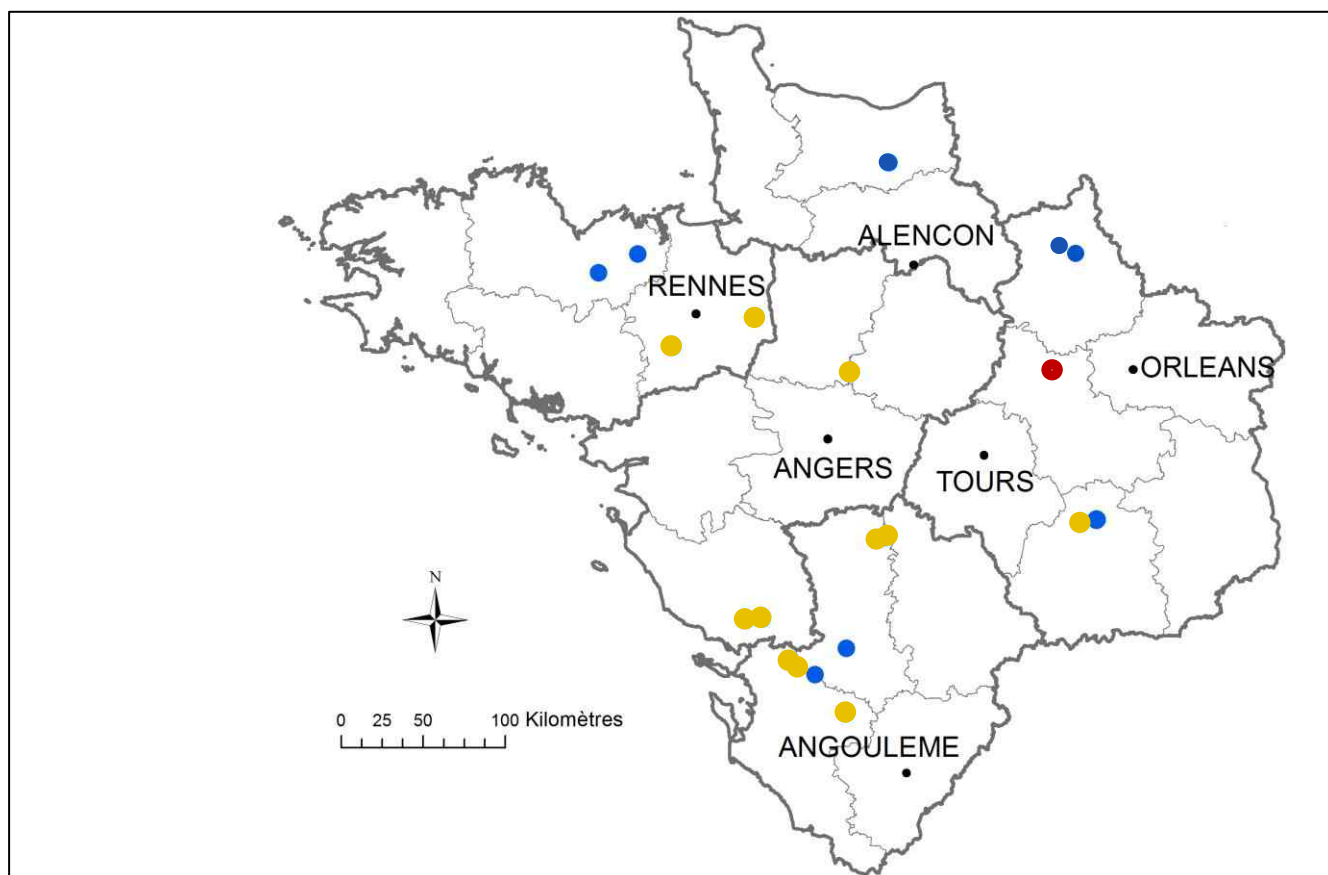 ALENCON
RENNES
ORLEANS
ANGERS
TOURS
N
0 25 50 100 Kilomètres
ANGOULEME